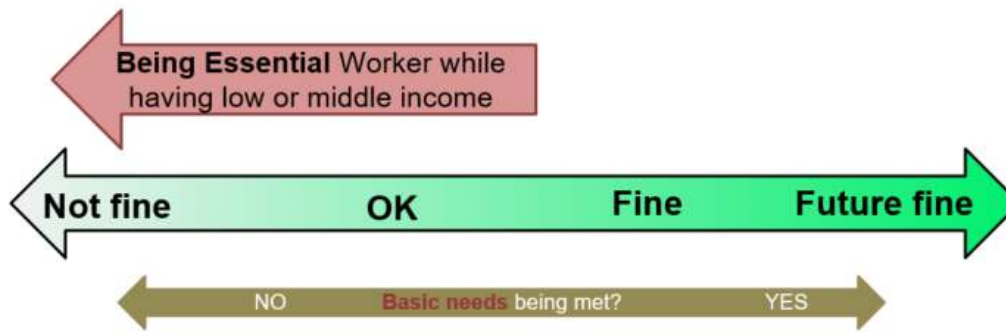 Being Essential Worker while
having low or middle income
Not fine OK Fine Future fine
NO Basic needs being met? YES